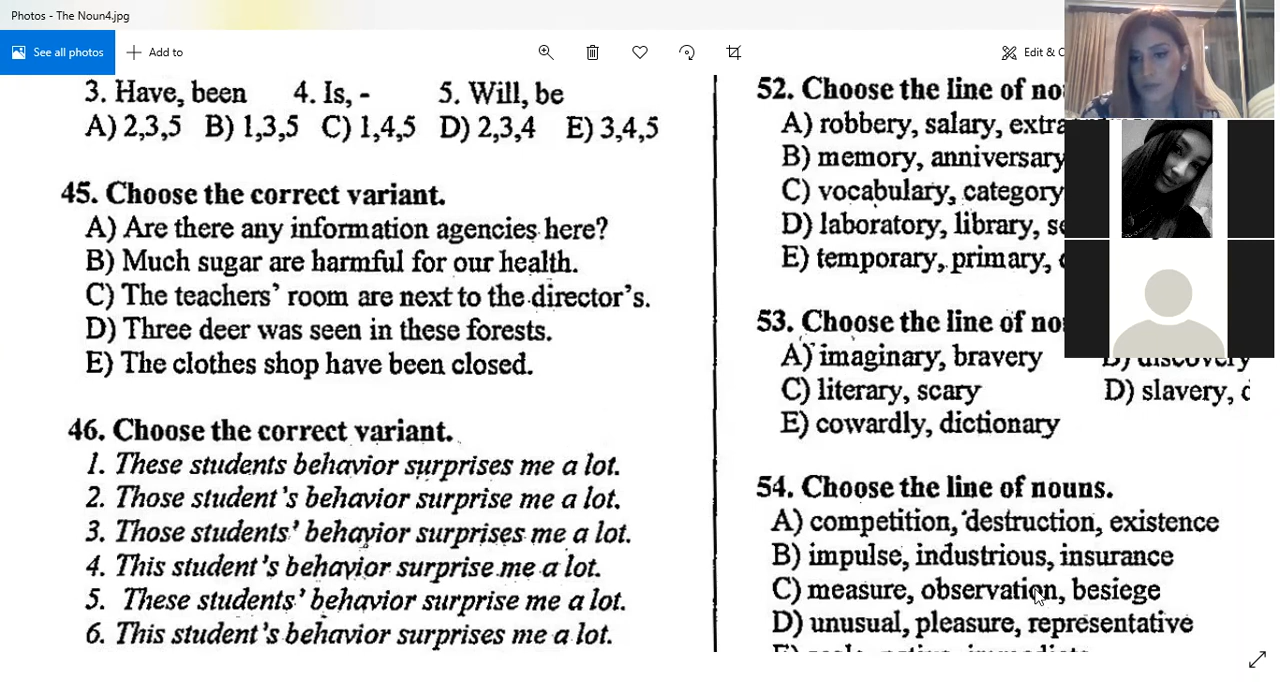 Photos - The Noun4.jpg
See all photos
Add to
Edit & C
3. Have, been 4. Is, - 5. Will, be
A) 2,3,5 B) 1,3,5 C) 1,4,5 D) 2,3,4 E) 3,4,5
45. Choose the correct variant.
A) Are there any information agencies here?
B) Much sugar are harmful for our health.
C) The teachers' room are next to the director's.
D) Three deer was seen in these forests.
E) The clothes shop have been closed.
46. Choose the correct variant.
1. These students behavior surprises me a lot.
2. Those student's behavior surprise me a lot.
3. Those students' behavior surprises me a lot.
4. This student's behavior surprise me a lot.
5. These students' behavior surprise me a lot.
6. This student's behavior surprises me a lot.
52. Choose the line of
A) robbery, salary,
B) memory, anniversary
C) vocabulary, category
D) laboratory, library,
E) temporary, primary,
53. Choose the line of
A) imaginary, bravery B) discovery
C) literary, scary D) slavery,
E) cowardly, dictionary
54. Choose the line of nouns.
A) competition, destruction, existence
B) impulse, industrious, insurance
C) measure, observation, besiege
D) unusual, pleasure, representative